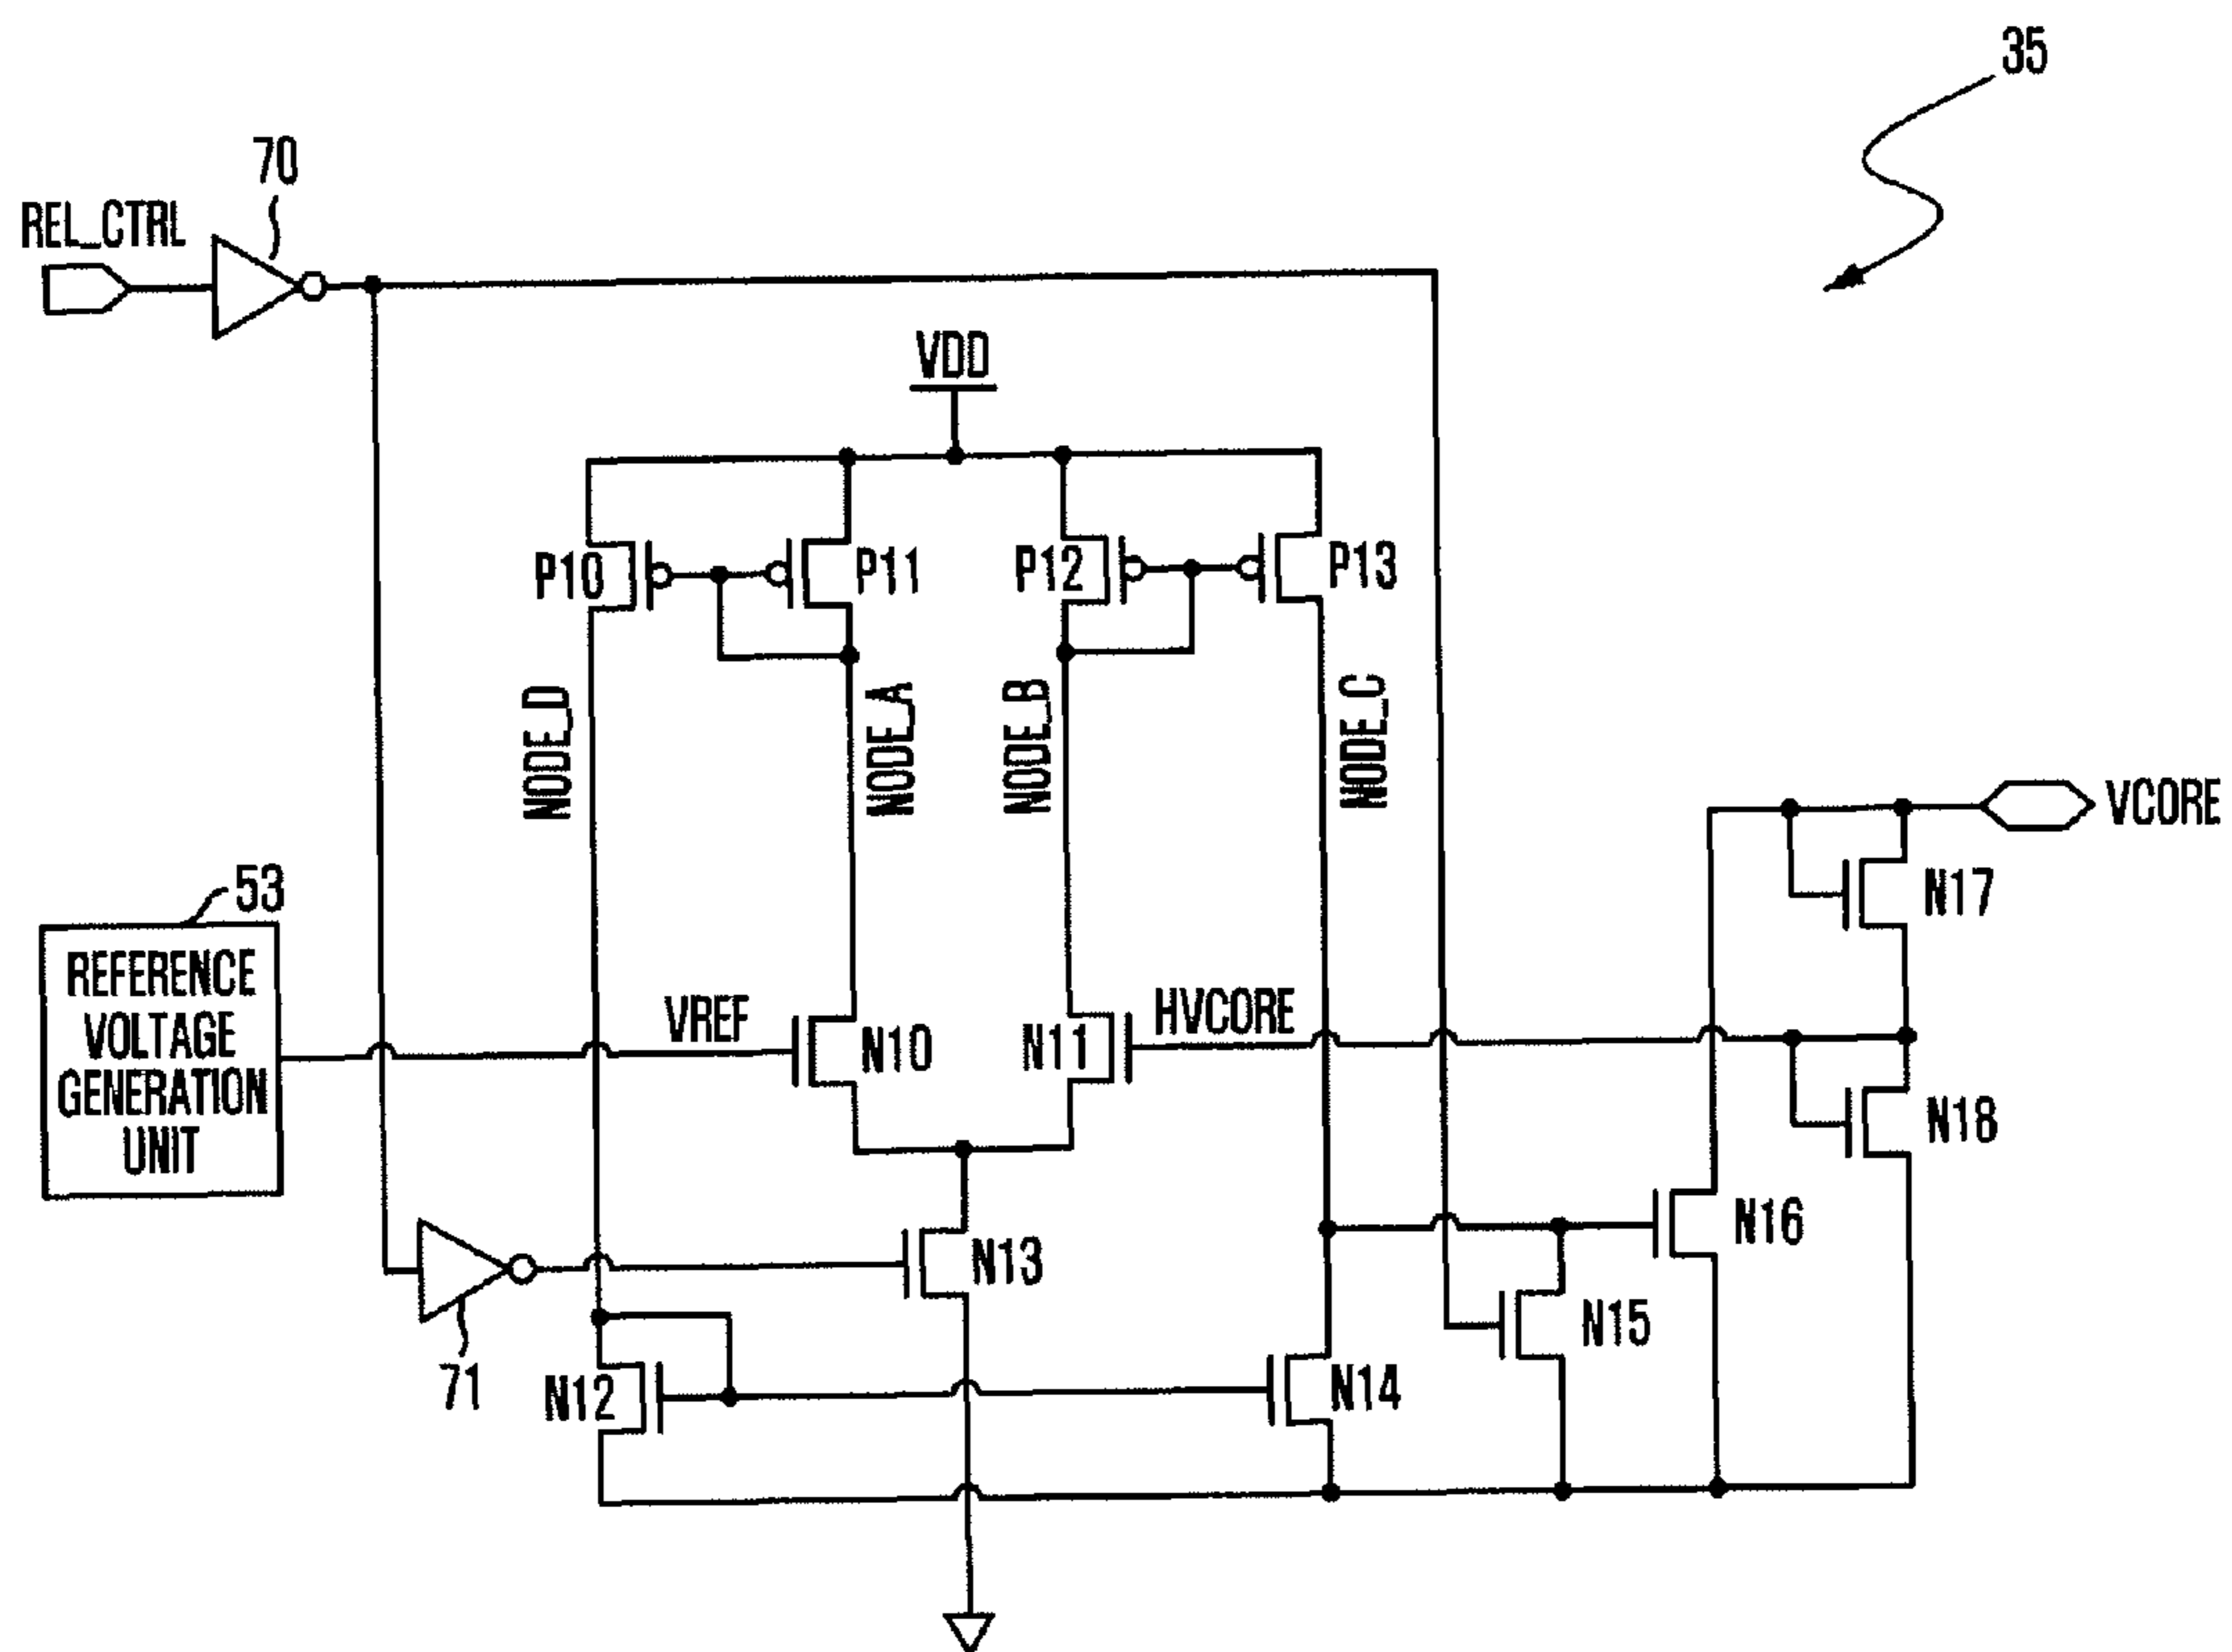 35
70
REL_CTRL
VDD
P10
P11
P12
P13
NODE_D
NODE_A
NODE_B
NODE_C
VCORE
53
N17
REFERENCE
VOLTAGE
GENERATION
UNIT
VREF
N10
N11
HVCORE
N18
N16
N13
N15
71
N12
N14